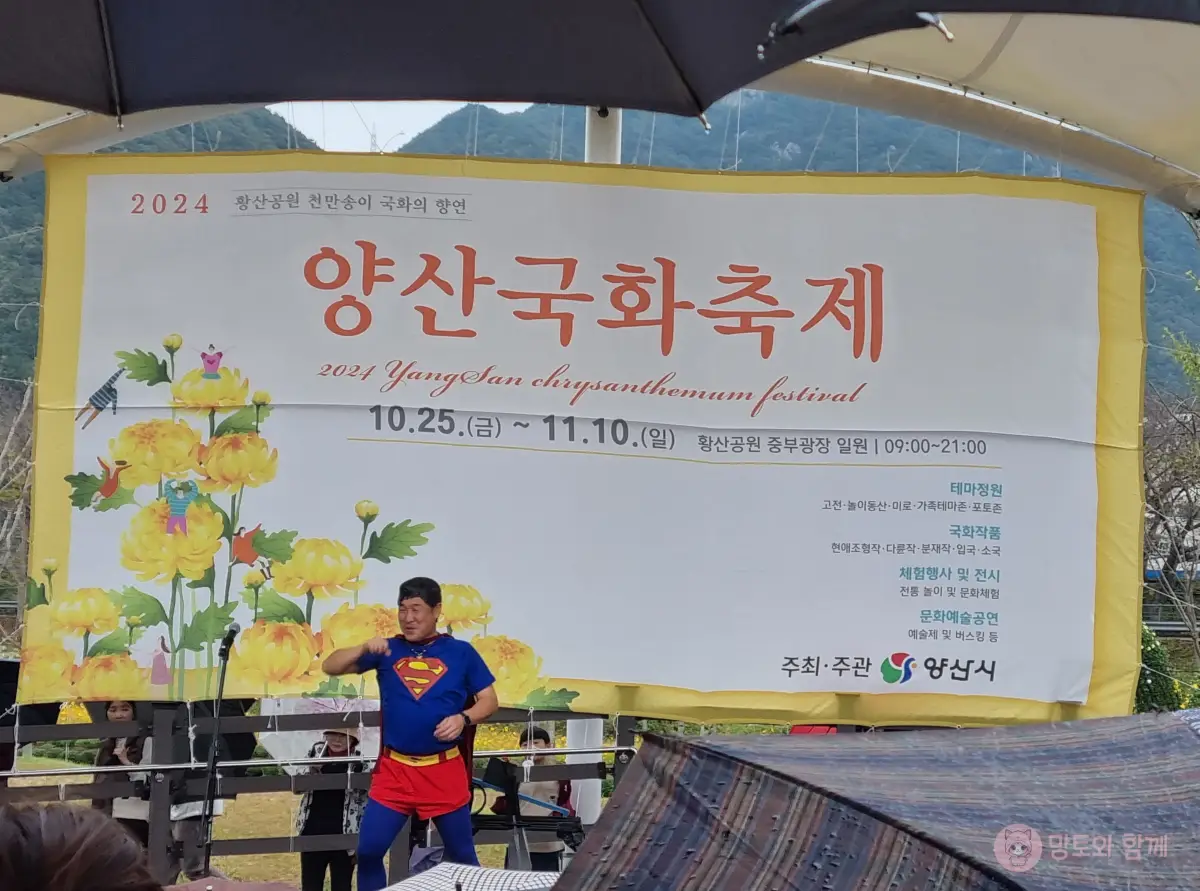 2024 황산공원 천만송이 국화의 향연
양산국화축제
2024 YangSan chrysanthemum festival
10.25.(금) ~ 11.10.(일) 황산공원 중부광장 일원 | 09:00~21:00
테마정원
고전·놀이동산·미로·가족테마존·포토존
국화작품
현애조형작·다륜작·분재작·입국·소국
체험행사 및 전시
전통 놀이 및 문화체험
문화예술공연
예술제 및 버스킹 등
주최·주관 양산시
S
밍토와 함께